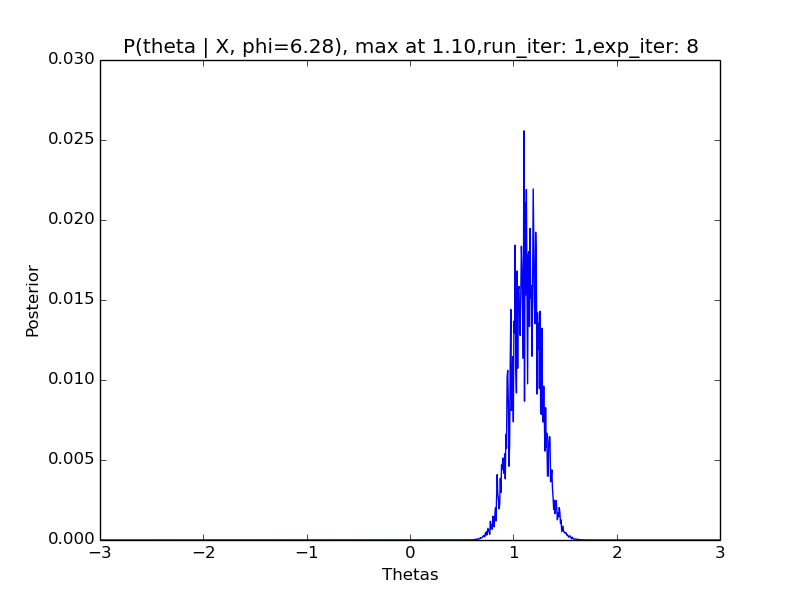 P(theta | X, phi=6.28), max at 1.10,run_iter: 1,exp_iter: 8
0.030
0.025
0.020
0.015
0.010
0.005
0.000
Posterior
−3 −2 −1 0 1 2 3
Thetas